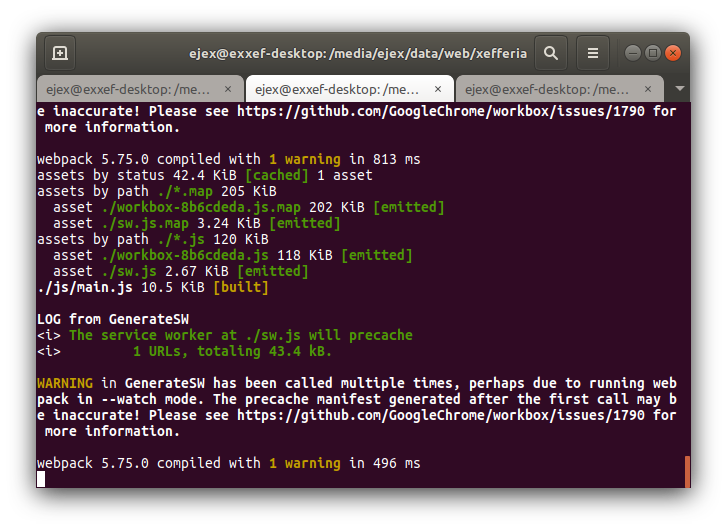 ejex@exxef-desktop: /media/ejex/data/web/xefferia
ejex@exxef-desktop: /me… × ejex@exxef-desktop: /me… × ejex@exxef-desktop: /me… ×
e inaccurate! Please see https://github.com/GoogleChrome/workbox/issues/1790 for
 more information.
webpack 5.75.0 compiled with 1 warning in 813 ms
assets by status 42.4 KiB [cached] 1 asset
assets by path ./*.map 205 KiB
  asset ./workbox-8b6cdeda.js.map 202 KiB [emitted]
  asset ./sw.js.map 3.24 KiB [emitted]
assets by path ./*.js 120 KiB
  asset ./workbox-8b6cdeda.js 118 KiB [emitted]
  asset ./sw.js 2.67 KiB [emitted]
./js/main.js 10.5 KiB [built]
LOG from GenerateSW
<i> The service worker at ./sw.js will precache
<i>         1 URLs, totaling 43.4 kB.
WARNING in GenerateSW has been called multiple times, perhaps due to running web
pack in --watch mode. The precache manifest generated after the first call may b
e inaccurate! Please see https://github.com/GoogleChrome/workbox/issues/1790 for
 more information.
webpack 5.75.0 compiled with 1 warning in 496 ms